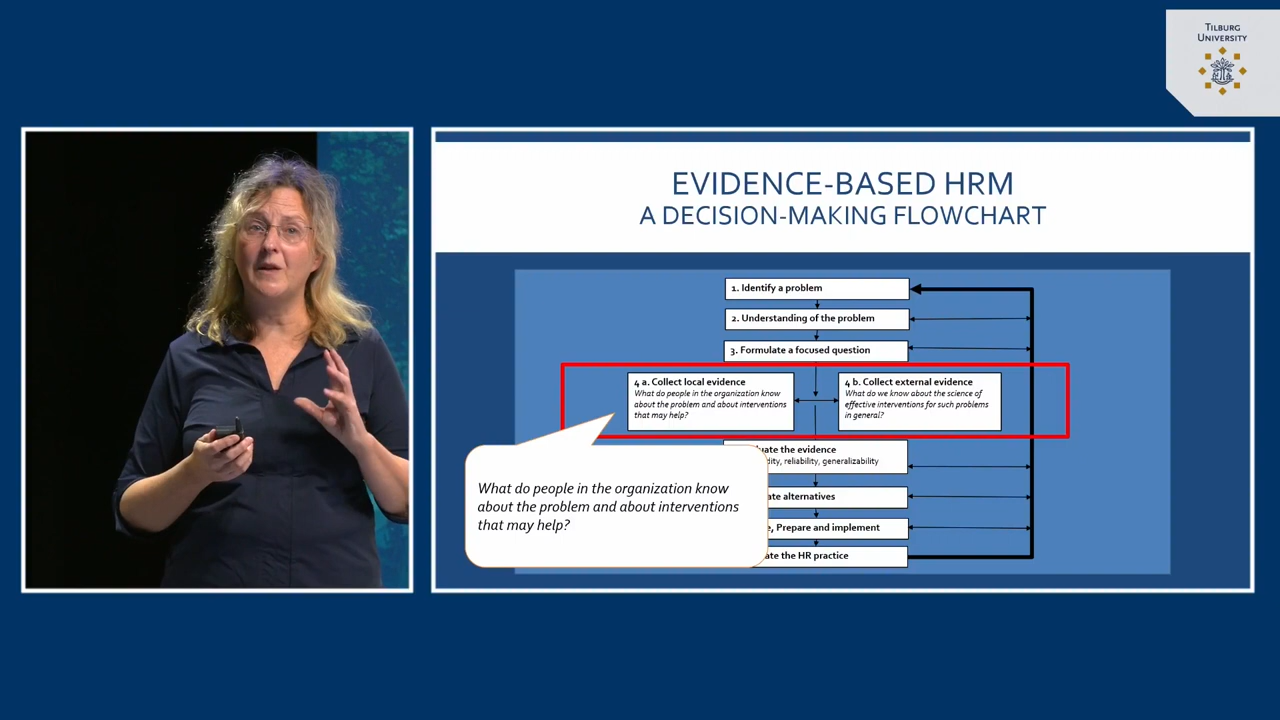 TILBURG
UNIVERSITY
EVIDENCE-BASED HRM
A DECISION-MAKING FLOWCHART
1. Identify a problem
2. Understanding of the problem
3. Formulate a focused question
4 a. Collect local evidence
What do people in the organization know
about the problem and about interventions
that may help?
4 b. Collect external evidence
What do we know about the science of
effective interventions for such problems
in general?
the evidence
reliability, generalizability
alternatives
Prepare and implement
the HR practice
What do people in the organization know
about the problem and about interventions
that may help?